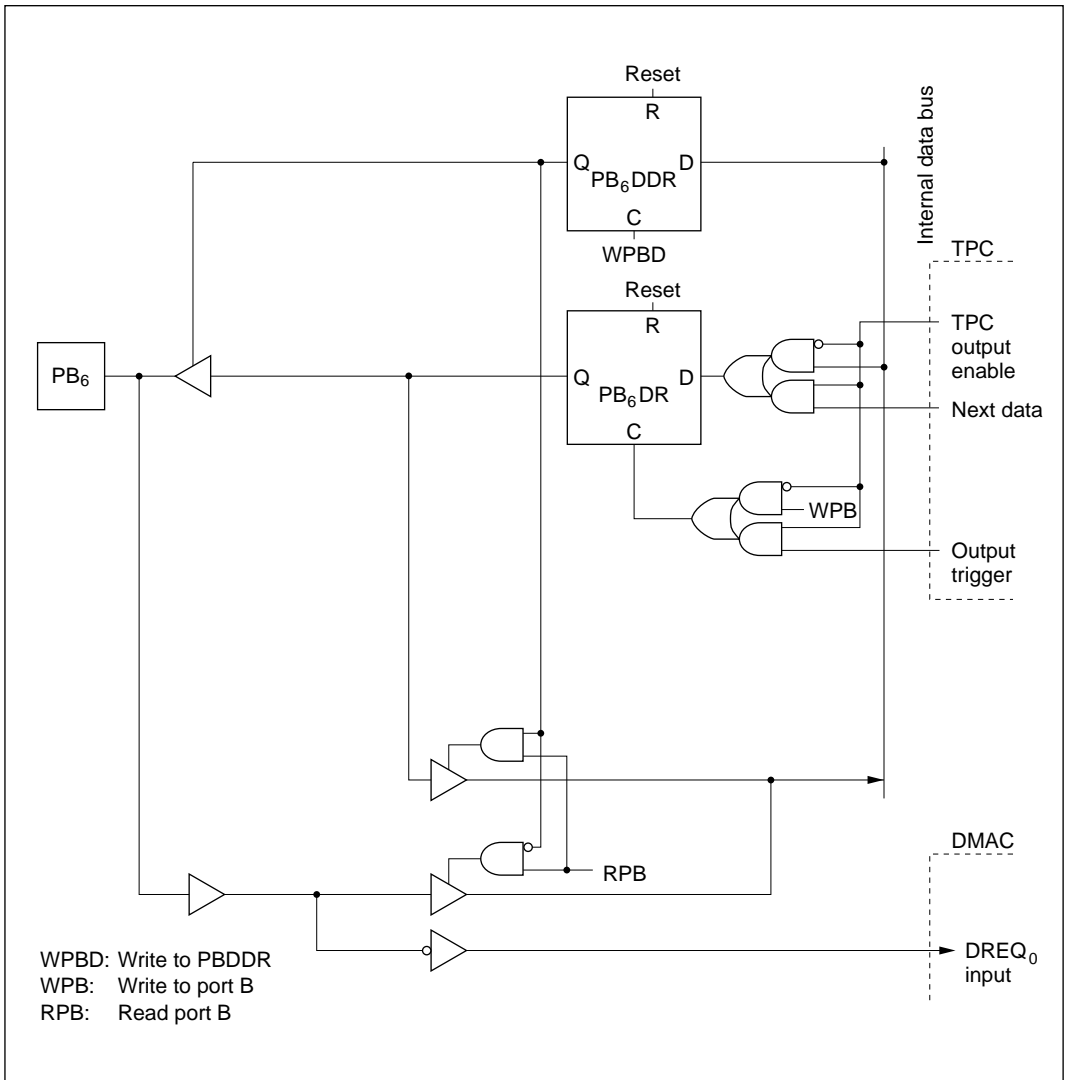 Reset
R
Internal data bus
Q
D
PB₆DDR
C
WPBD
TPC
Reset
R
TPC
output
enable
PB₆
Q
D
PB₆DR
Next data
C
WPB
Output
trigger
DMAC
RPB
WPBD: Write to PBDDR
WPB: Write to port B
RPB: Read port B
DREQ₀
input